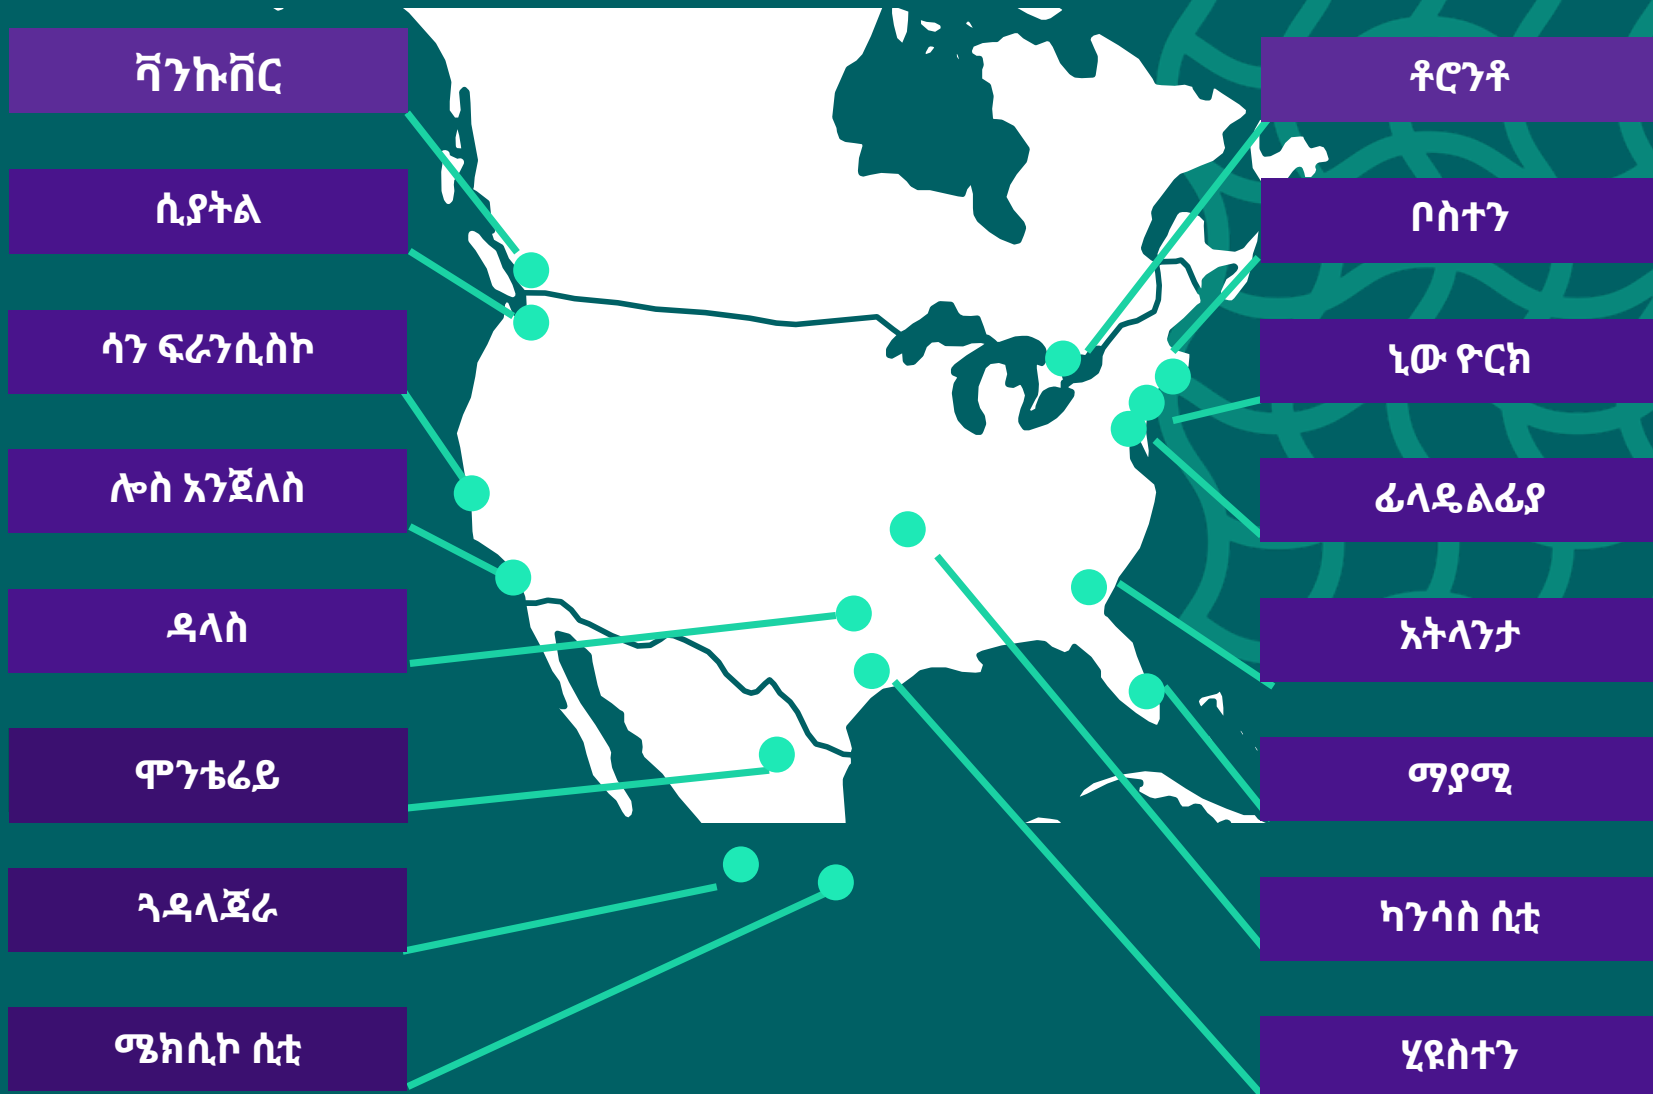 ቫንኩቨር
ሲያትል
ሳን ፍራንሲስኮ
ሎስ አንጀለስ
ዳላስ
ሞንቴሬይ
ጓዳላጃራ
ሜክሲኮ ሲቲ
ቶሮንቶ
ቦስተን
ኒው ዮርክ
ፊላዴልፊያ
አትላንታ
ማያሚ
ካንሳስ ሲቲ
ሂዩስተን